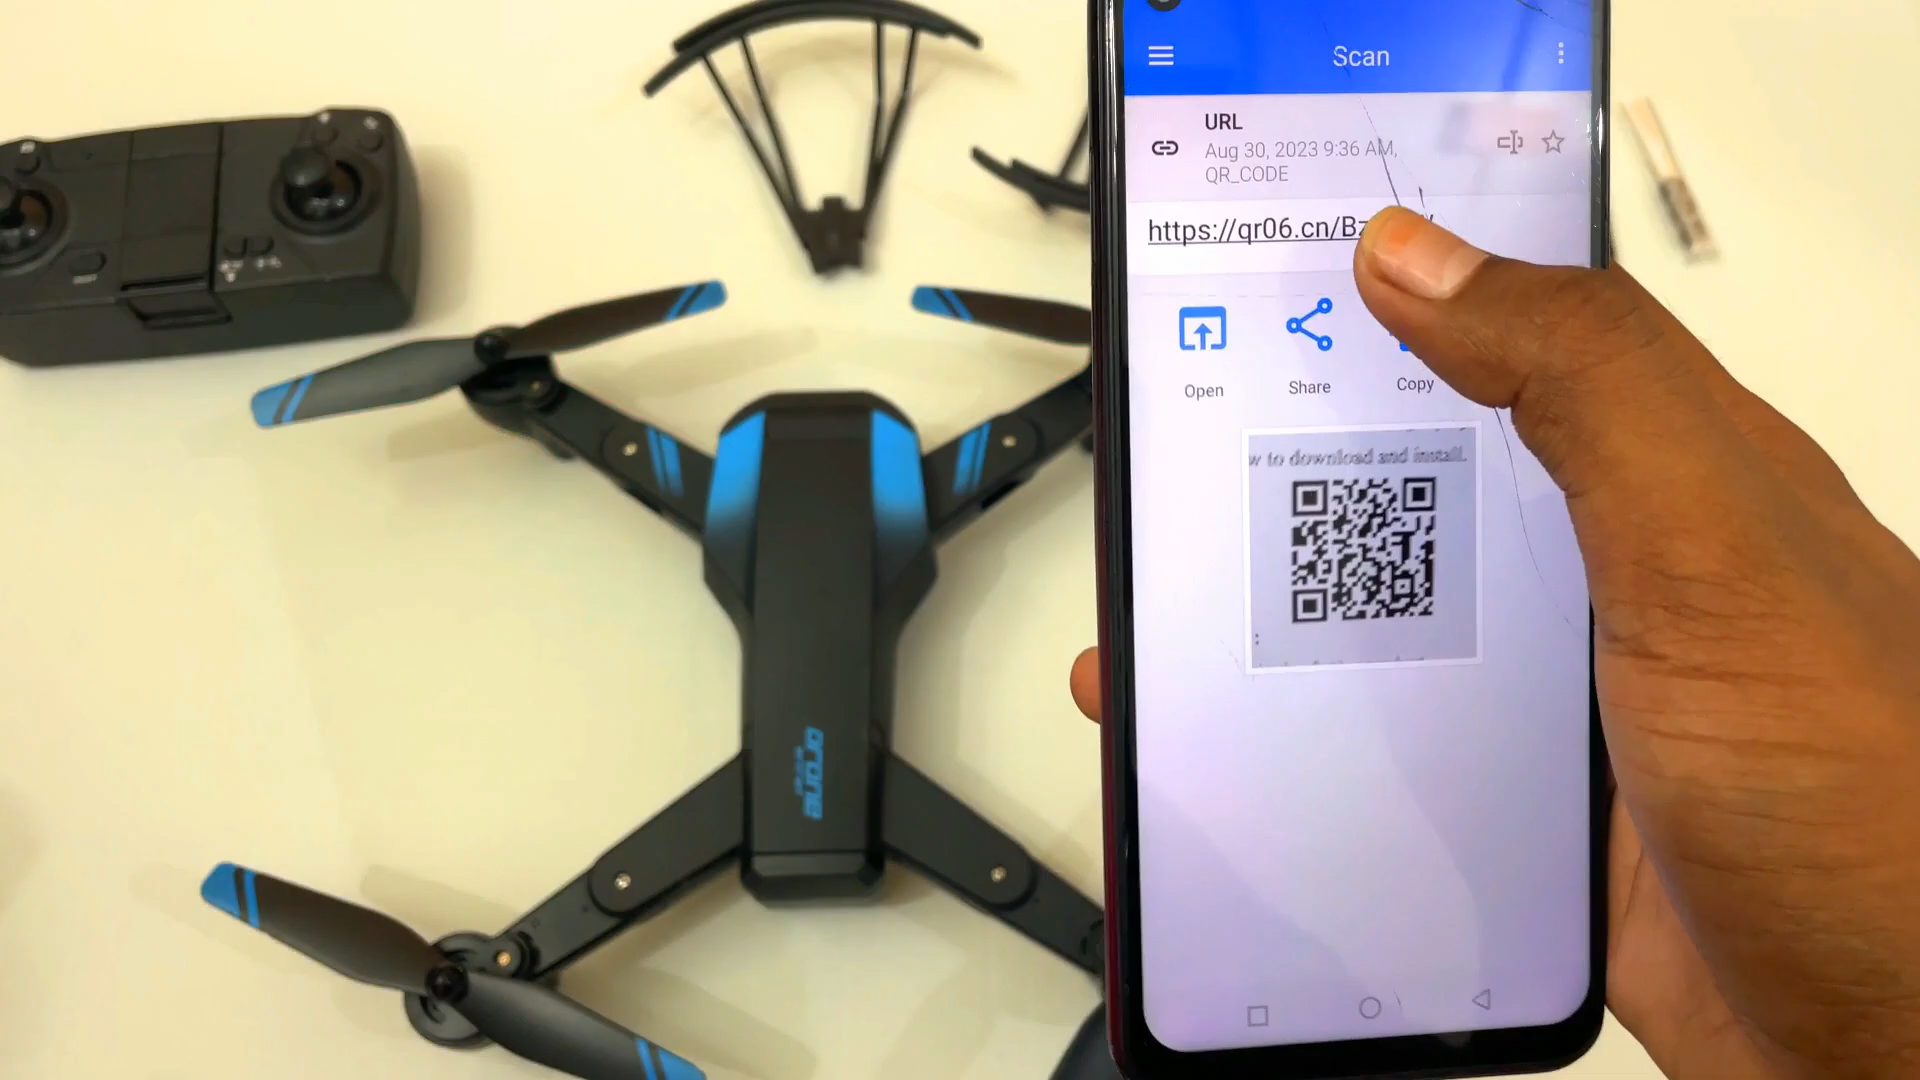 Scan
URL
Aug 30, 2023 9:36 AM,
QR_CODE
https://qr06.cn/Bz
Open
Share
Copy
w to download and install.
Drone